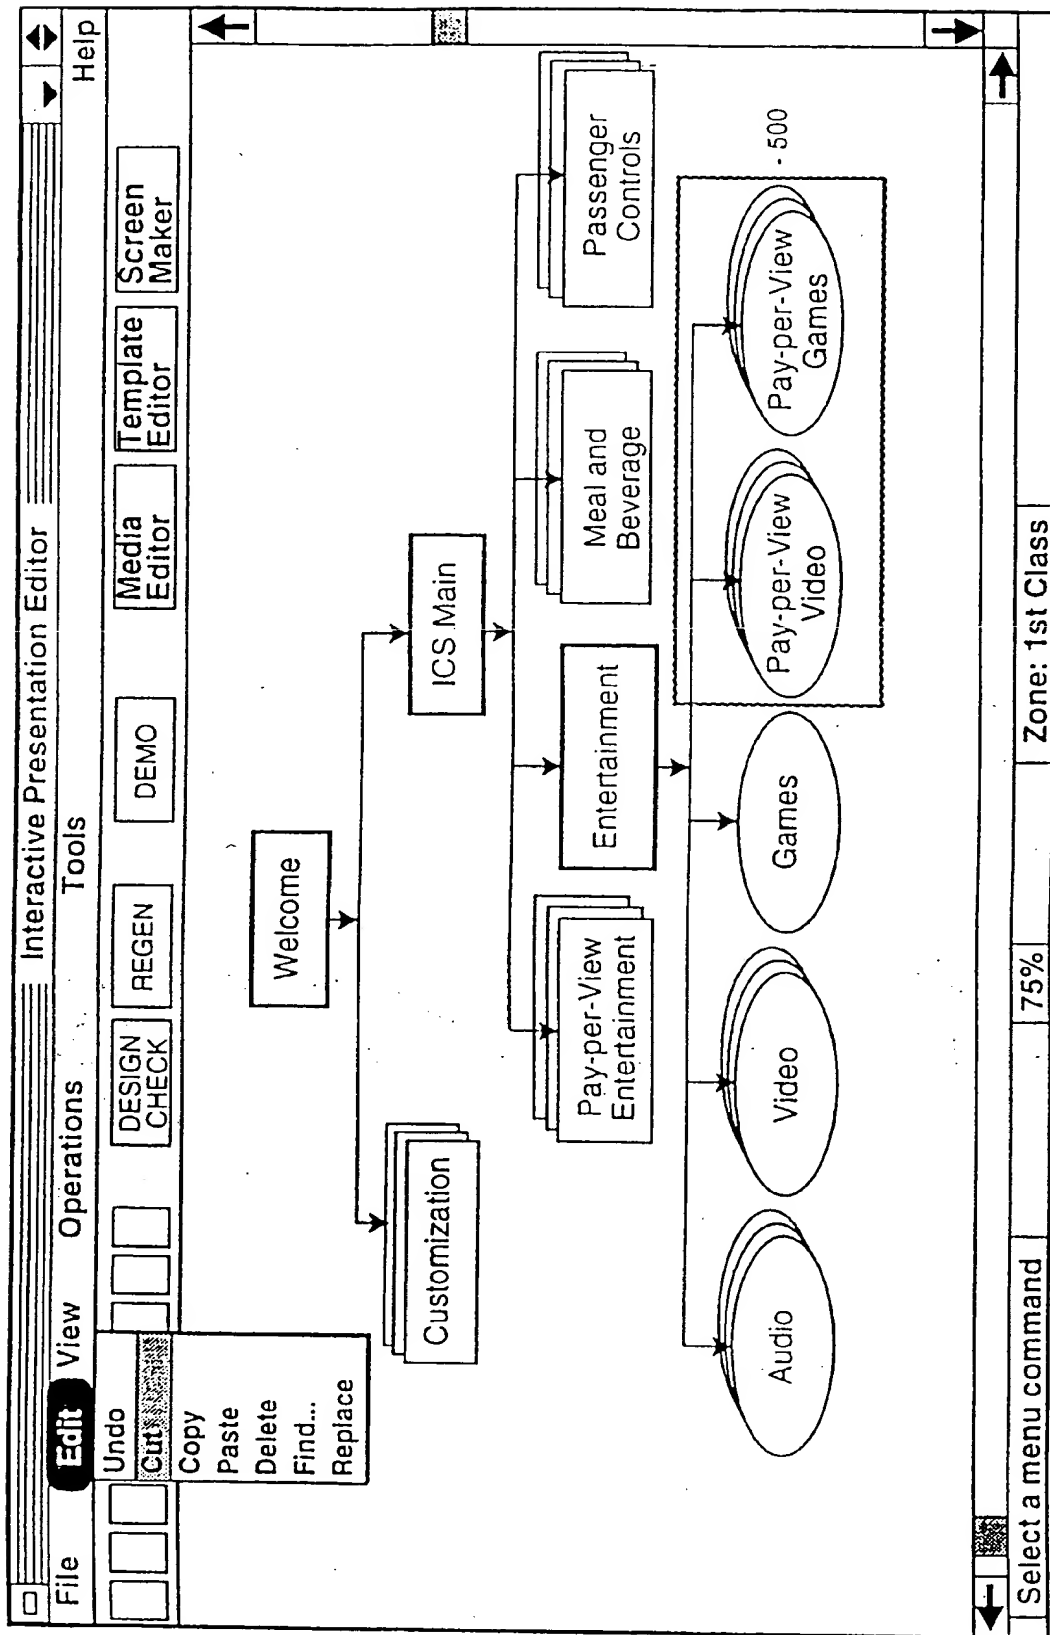 Interactive Presentation Editor
File Edit View Operations Tools Help
Undo
Cut
Copy
Paste
Delete
Find...
Replace
DESIGN
CHECK
REGEN
DEMO
Media
Editor
Template
Editor
Screen
Maker
Welcome
Customization
ICS Main
Pay-per-View
Entertainment
Entertainment
Meal and
Beverage
Passenger
Controls
Audio
Video
Games
Pay-per-View
Video
Pay-per-View
Games
- 500
Select a menu command
75%
Zone: 1st Class